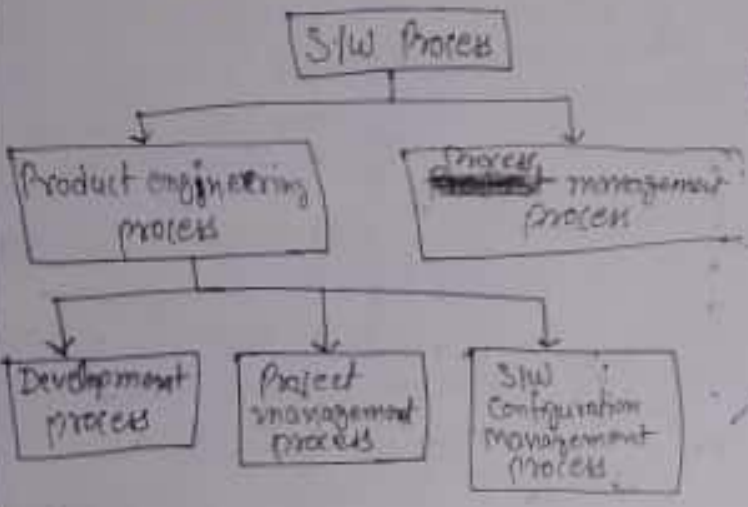 S/W Process
Product engineering
process
Process
management
process
Development
process
Project
management
process
S/W
Configuration
management
process